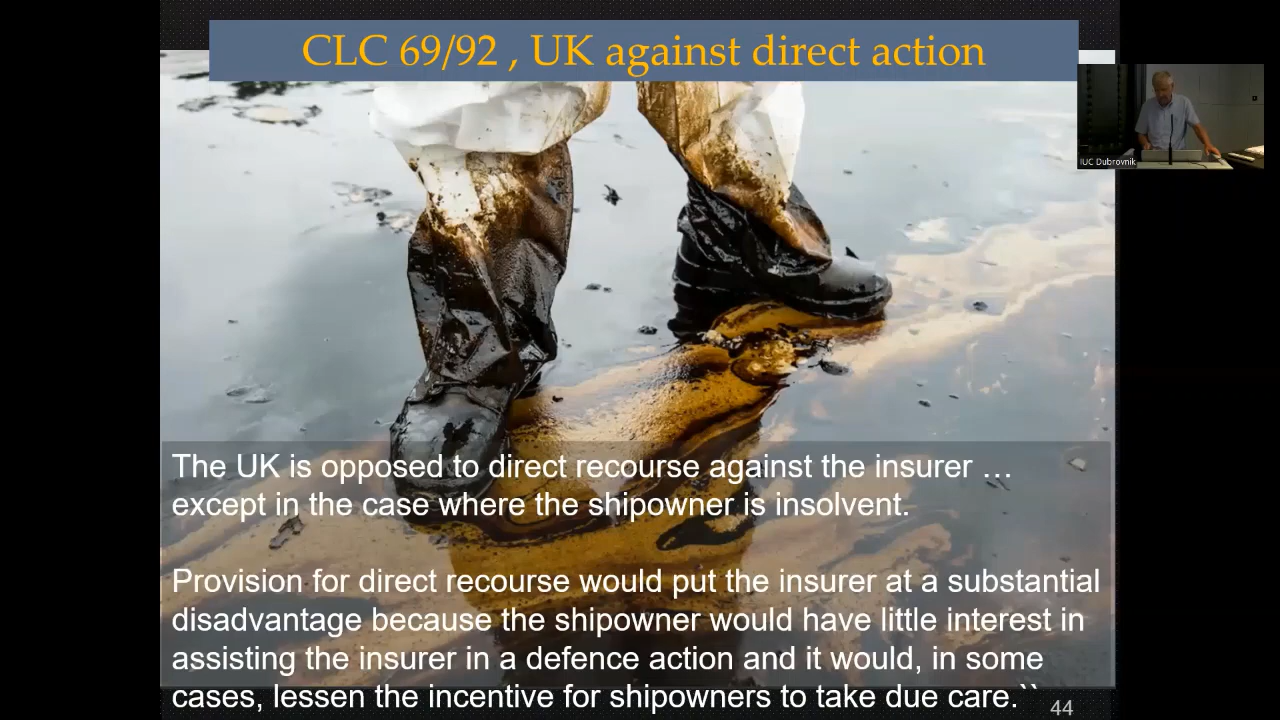 CLC 69/92 , UK against direct action
IUC Dubrovnik
The UK is opposed to direct recourse against the insurer …
except in the case where the shipowner is insolvent.
Provision for direct recourse would put the insurer at a substantial
disadvantage because the shipowner would have little interest in
assisting the insurer in a defence action and it would, in some
cases, lessen the incentive for shipowners to take due care.``
44